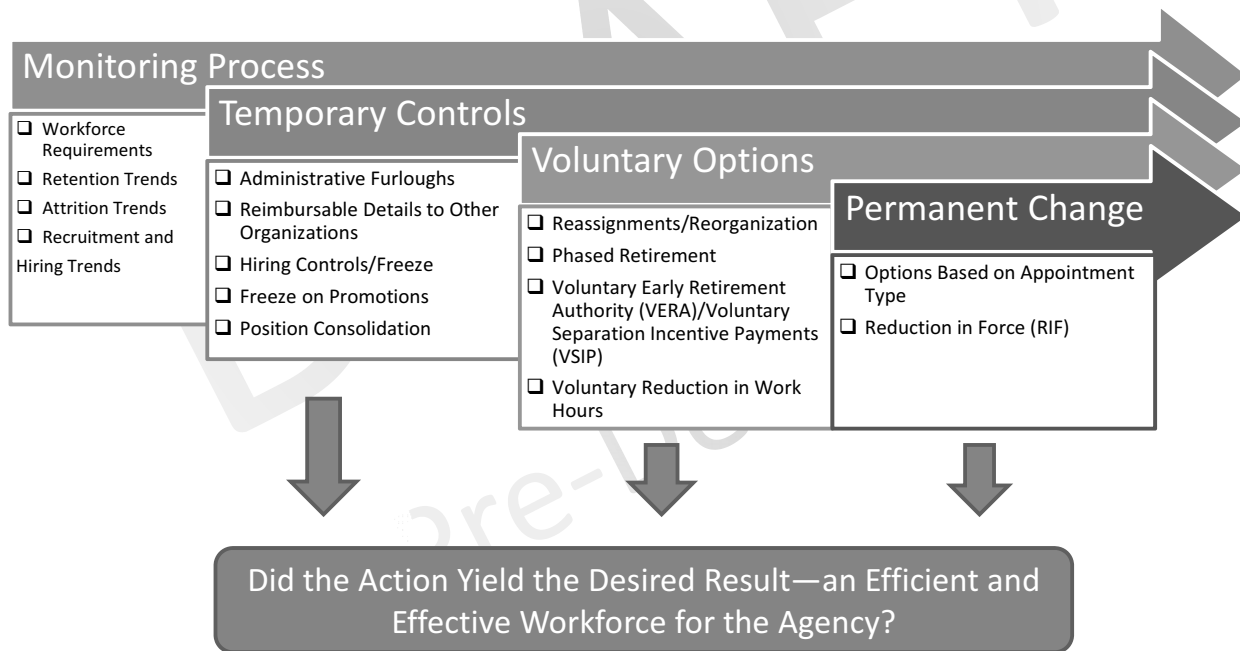 Monitoring Process
❑ Workforce
Requirements
❑ Retention Trends
❑ Attrition Trends
❑ Recruitment and
Hiring Trends
Temporary Controls
❑ Administrative Furloughs
❑ Reimbursable Details to Other
Organizations
❑ Hiring Controls/Freeze
❑ Freeze on Promotions
❑ Position Consolidation
Voluntary Options
❑ Reassignments/Reorganization
❑ Phased Retirement
❑ Voluntary Early Retirement
Authority (VERA)/Voluntary
Separation Incentive Payments
(VSIP)
❑ Voluntary Reduction in Work
Hours
Permanent Change
❑ Options Based on Appointment
Type
❑ Reduction in Force (RIF)
Pre-
Did the Action Yield the Desired Result—an Efficient and
Effective Workforce for the Agency?